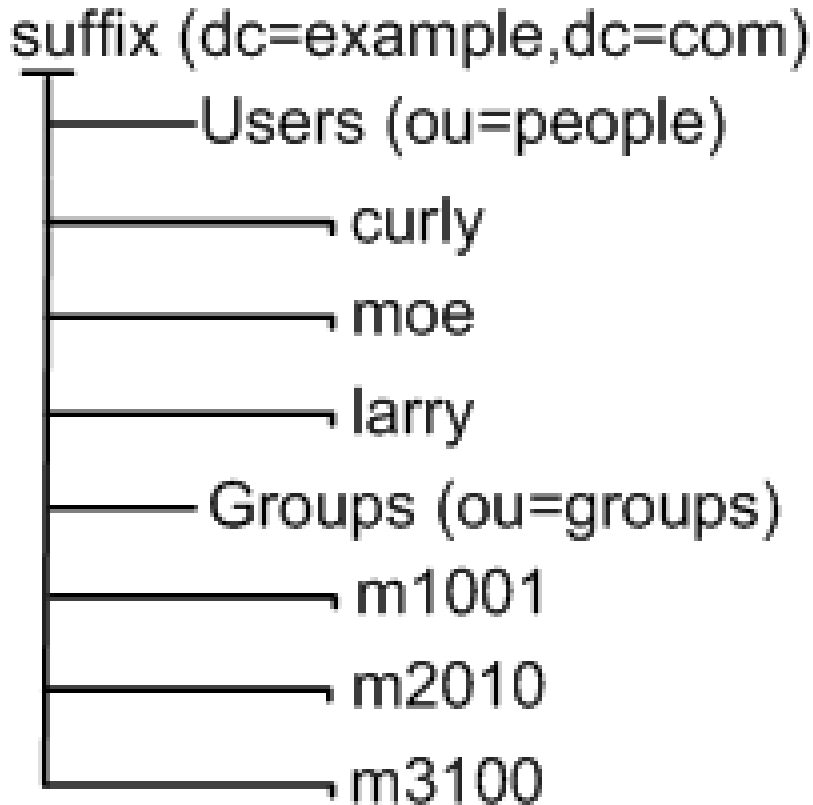 suffix (dc=example,dc=com)
Users (ou=people)
curly
moe
larry
Groups (ou=groups)
m1001
m2010
m3100